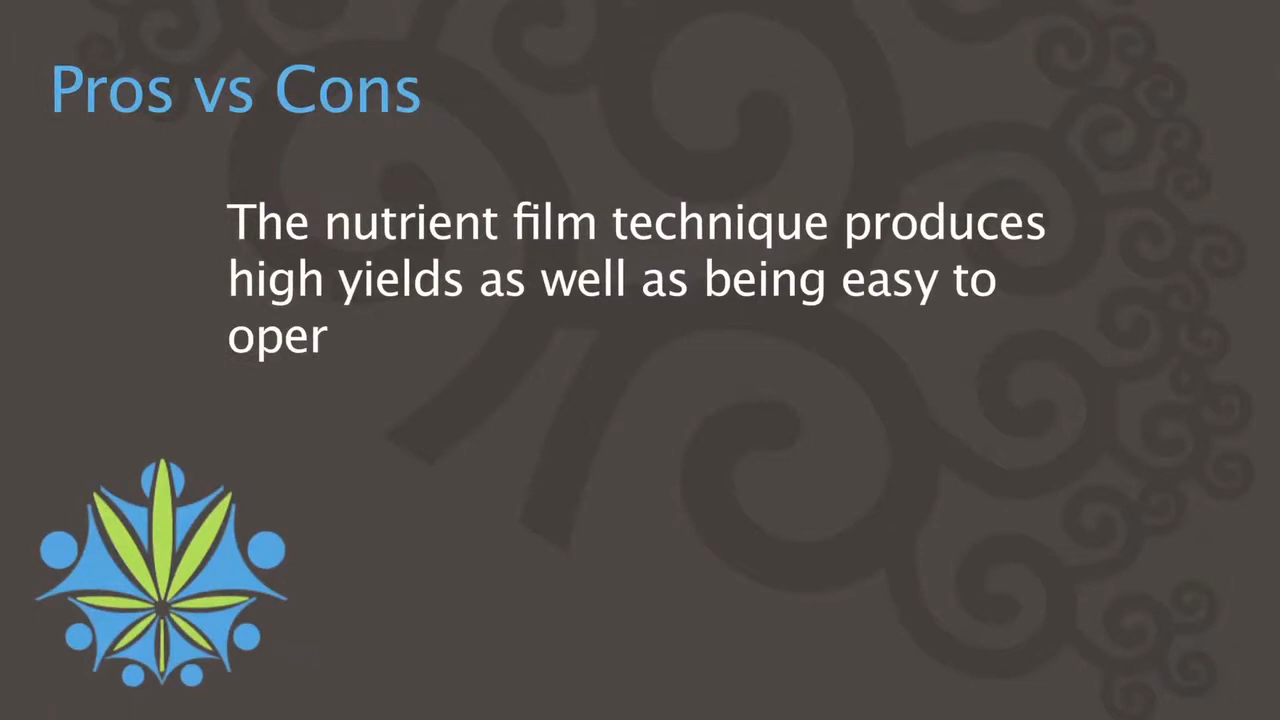 Pros vs Cons
The nutrient film technique produces
high yields as well as being easy to
oper